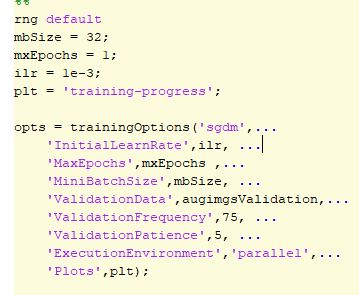 %%
rng default
mbSize = 32;
mxEpochs = 1;
ilr = 1e-3;
plt = 'training-progress';
opts = trainingOptions('sgdm',...
'InitialLearnRate',ilr, ...
'MaxEpochs',mxEpochs ,...
'MiniBatchSize',mbSize, ...
'ValidationData',augimgsValidation,...
'ValidationFrequency',75, ...
'ValidationPatience',5, ...
'ExecutionEnvironment','parallel',...
'Plots',plt);